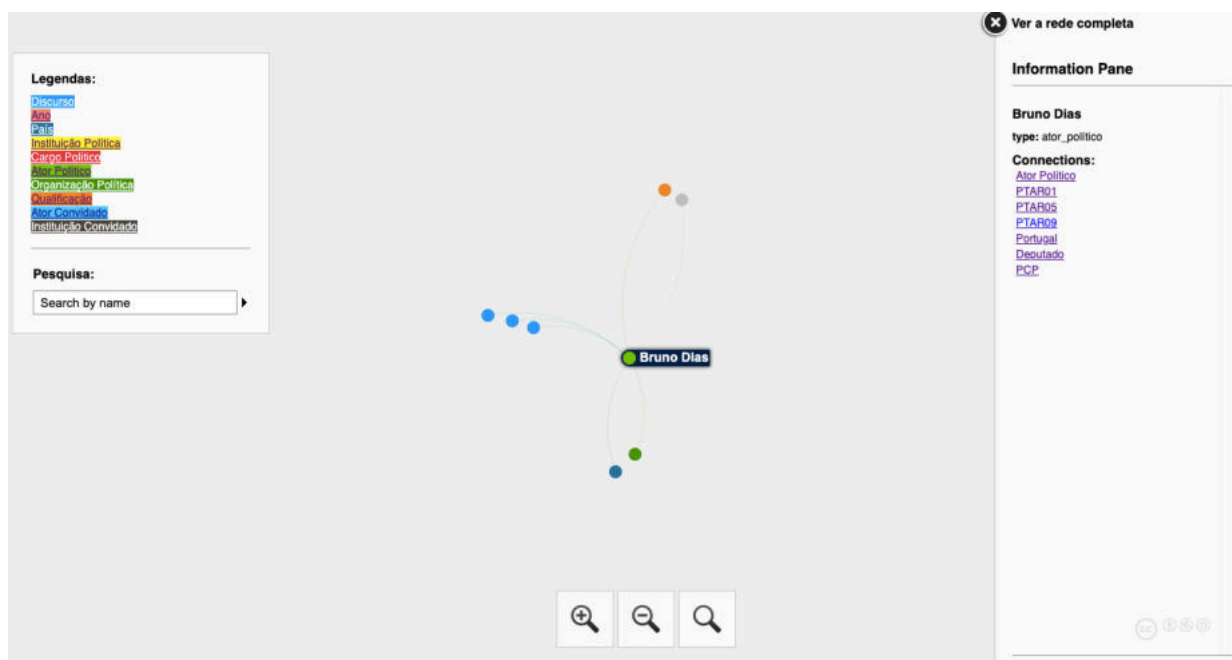 Legendas:
Discurso
Ano
País
Instituição Política
Cargo Político
Ator Político
Organização Política
Qualificação
Ator Convidado
Instituição Convidado
Pesquisa:
Search by name
Bruno Dias
Ver a rede completa
Information Pane
Bruno Dias
type: ator_politico
Connections:
Ator Político
PTAR01
PTAR05
PTAR09
Portugal
Deputado
PCP
cc